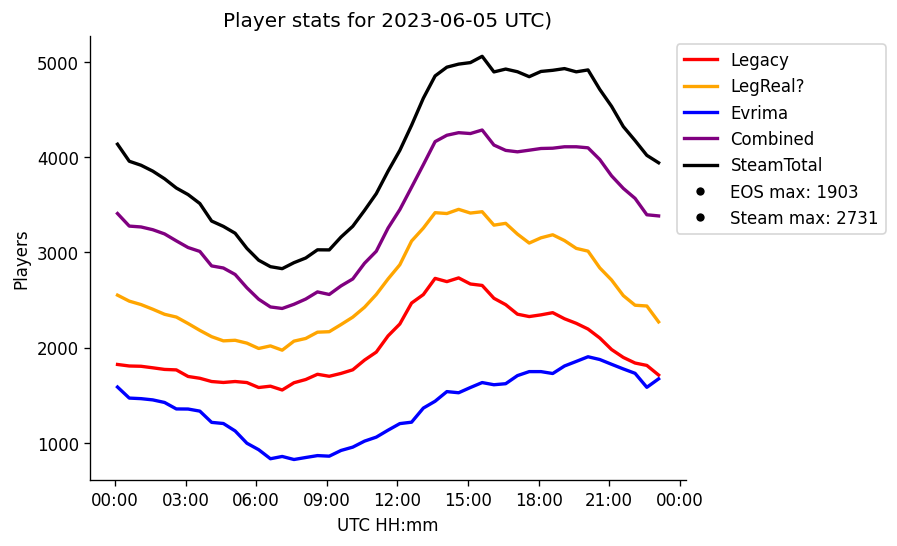 Player stats for 2023-06-05 UTC)
5000
4000
3000
2000
1000
Players
00:00 03:00 06:00 09:00 12:00 15:00 18:00 21:00 00:00
UTC HH:mm
Legacy
LegReal?
Evrima
Combined
SteamTotal
EOS max: 1903
Steam max: 2731